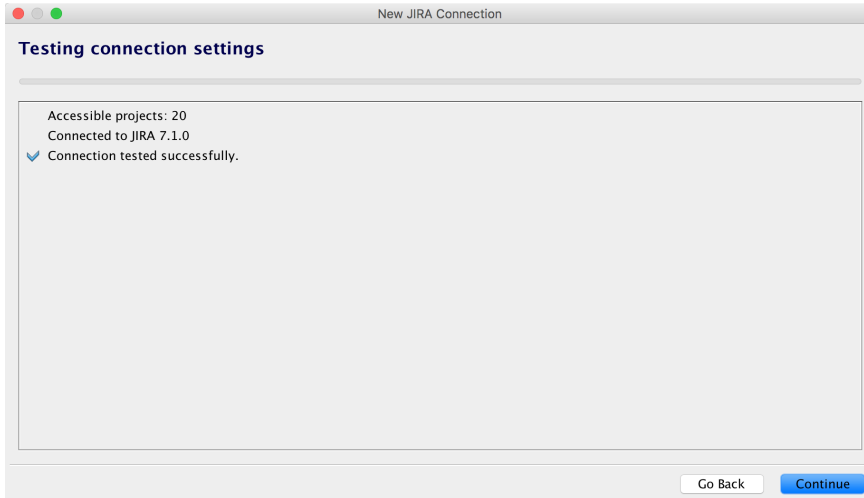 New JIRA Connection
Testing connection settings
Accessible projects: 20
Connected to JIRA 7.1.0
Connection tested successfully.
Go Back
Continue